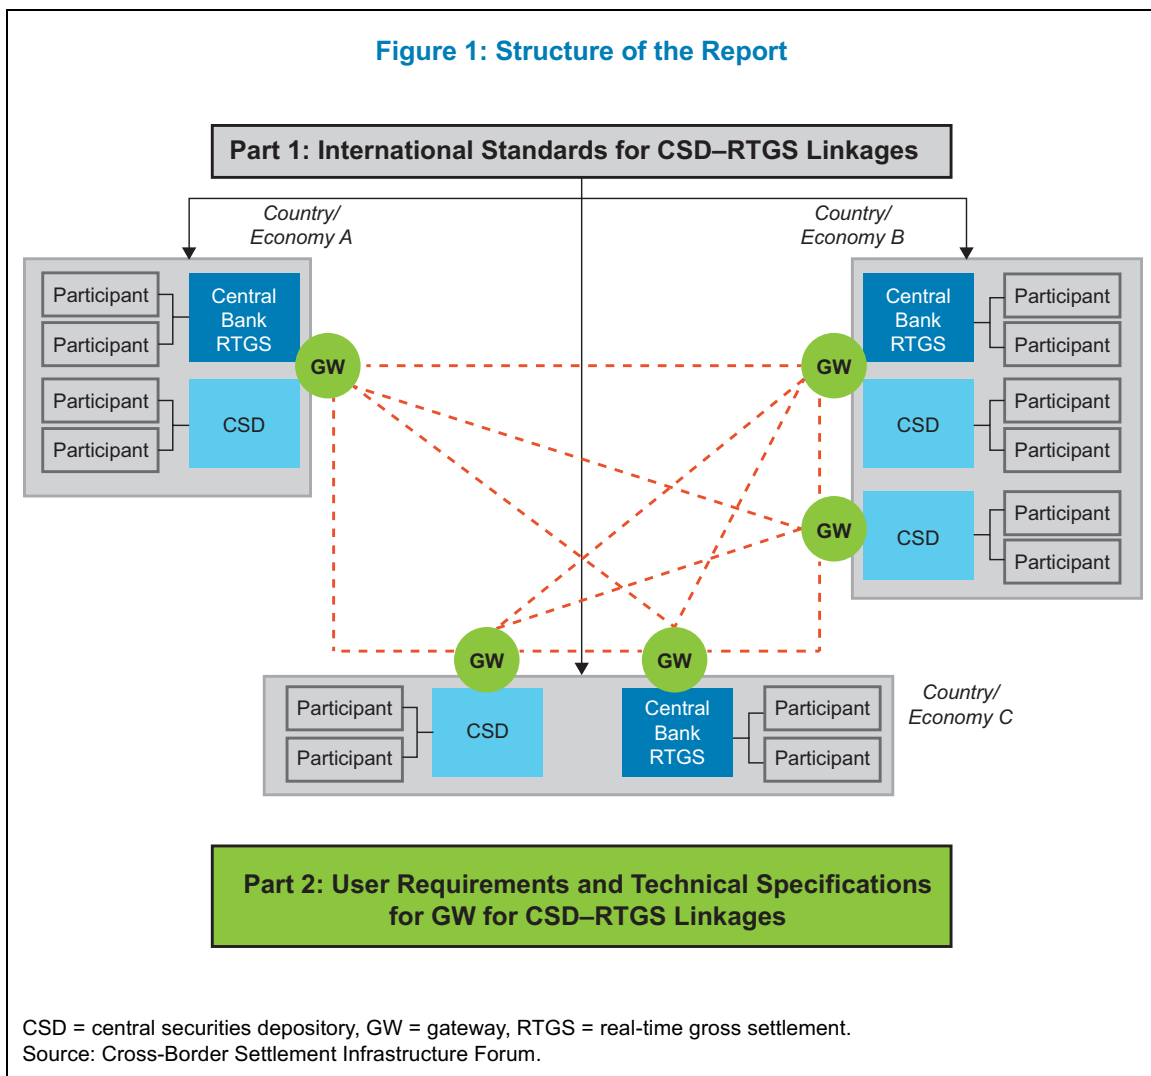 Figure 1: Structure of the Report
Part 1: International Standards for CSD–RTGS Linkages
Country/
Economy A
Country/
Economy B
Participant
Participant
Central
Bank
RTGS
GW
Participant
Participant
CSD
GW
Central
Bank
RTGS
Participant
Participant
CSD
Participant
Participant
GW
CSD
Participant
Participant
GW
GW
Participant
Participant
CSD
Central
Bank
RTGS
Participant
Participant
Country/
Economy C
Part 2: User Requirements and Technical Specifications
for GW for CSD–RTGS Linkages
CSD = central securities depository, GW = gateway, RTGS = real-time gross settlement.
Source: Cross-Border Settlement Infrastructure Forum.